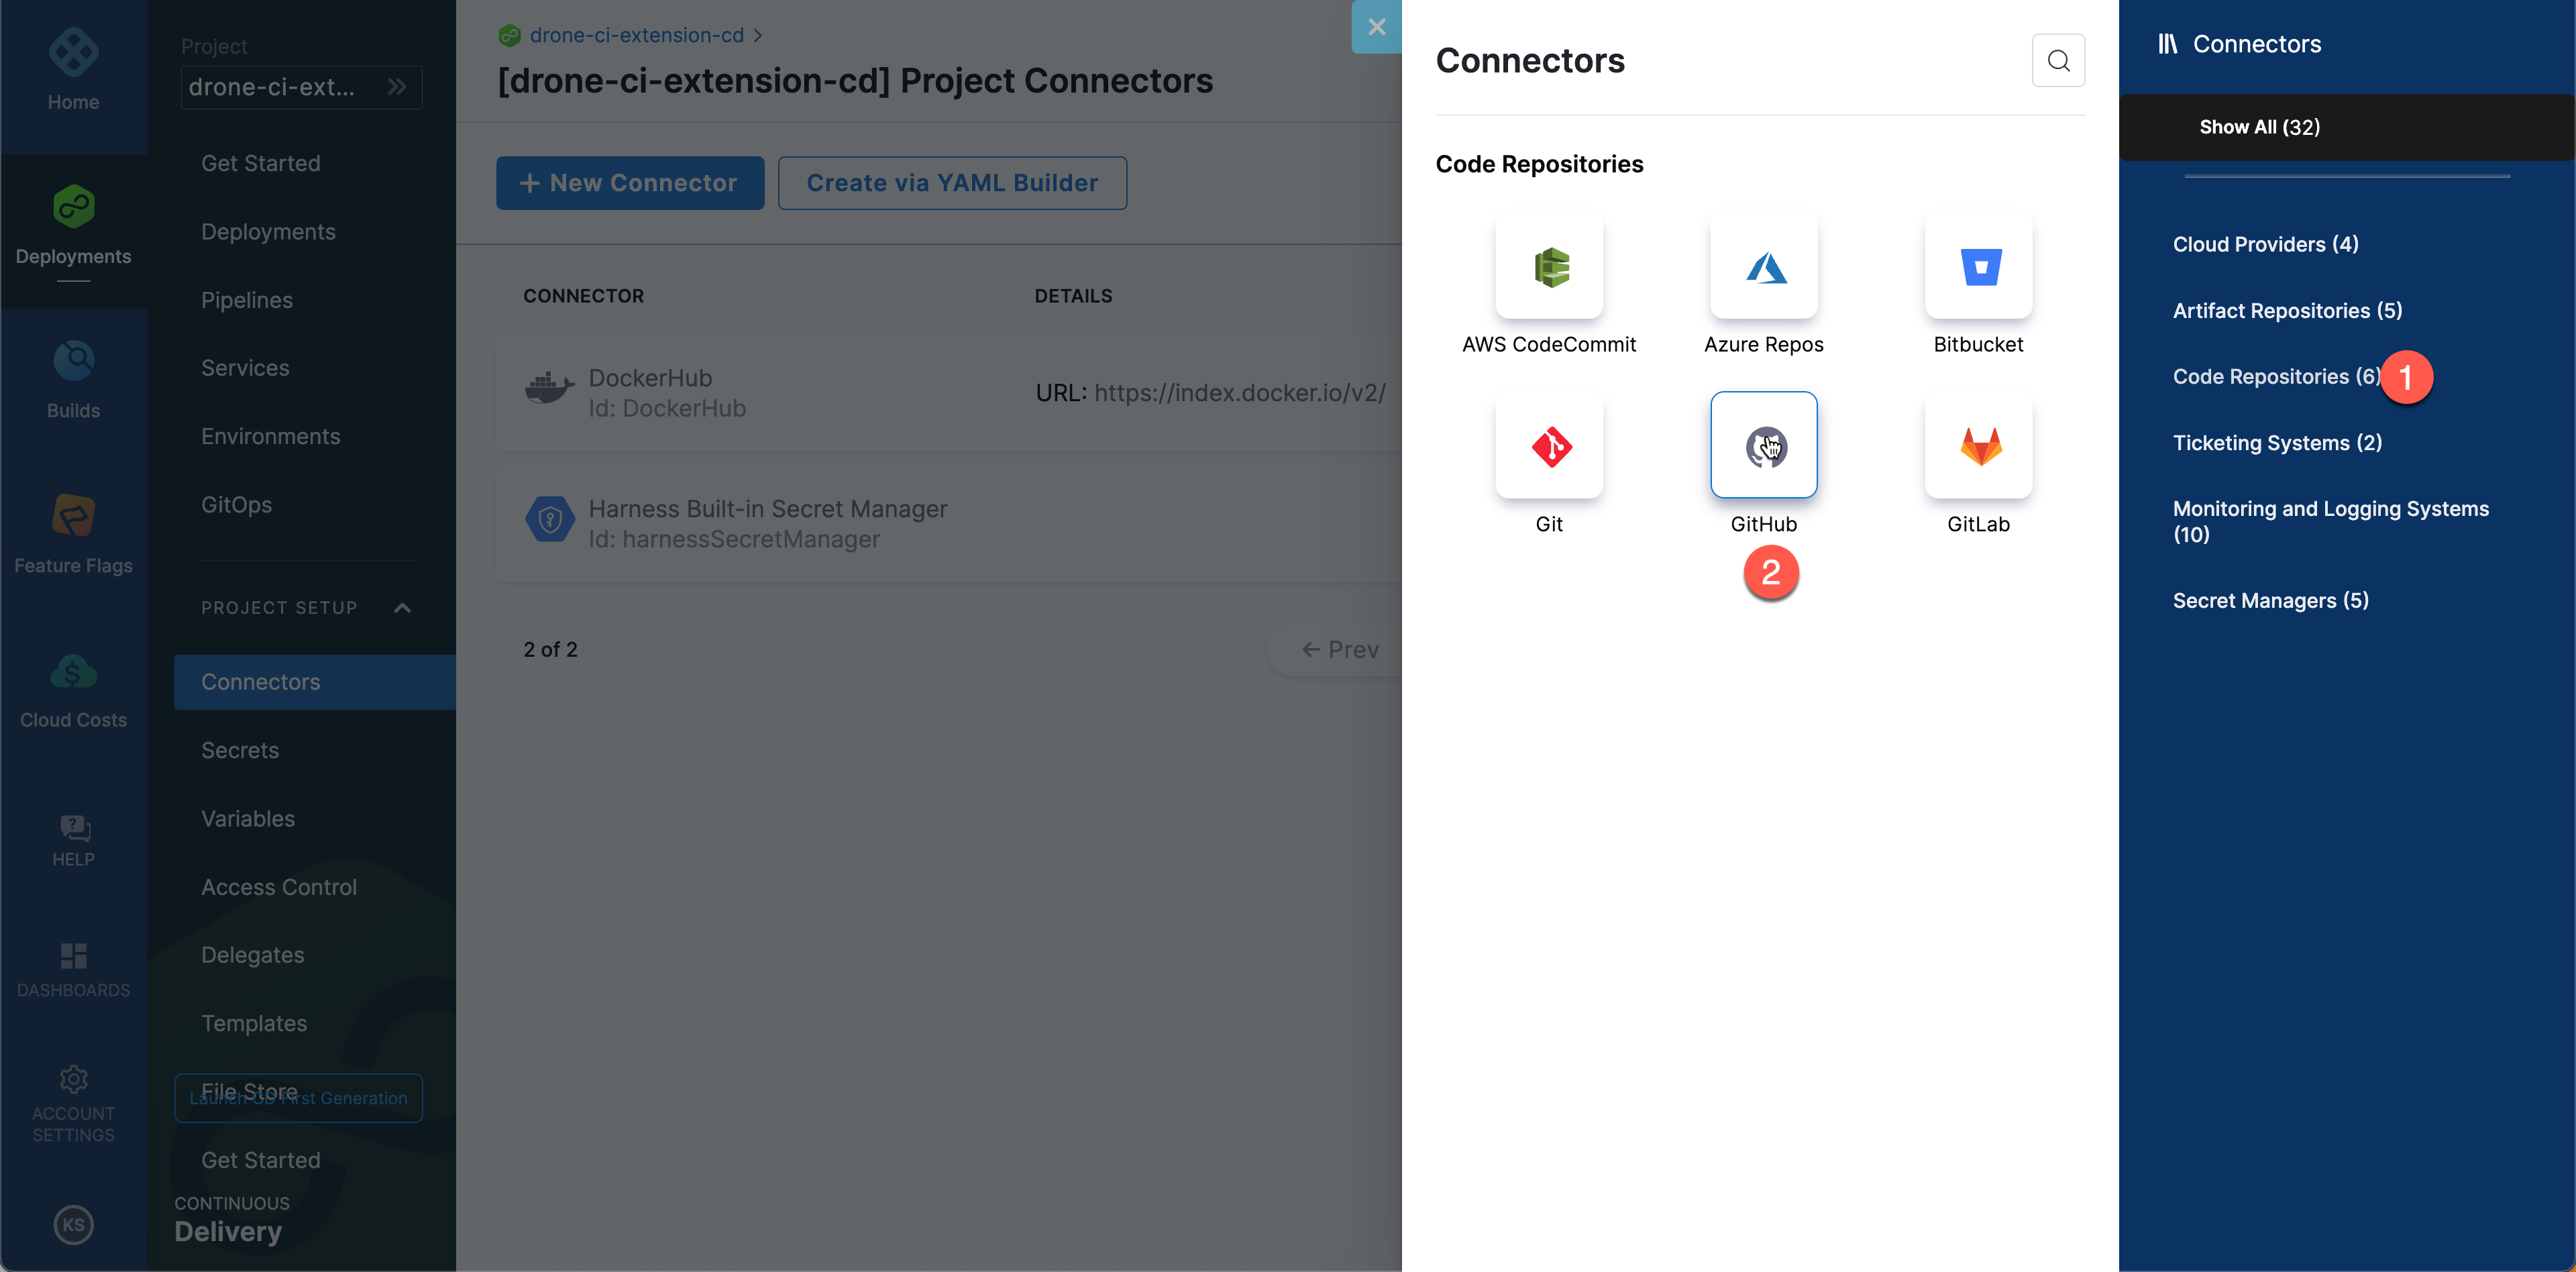 Home
Deployments
Builds
Feature Flags
Cloud Costs
HELP
DASHBOARDS
ACCOUNT
SETTINGS
KS
Project
drone-ci-ext...
Get Started
Deployments
Pipelines
Services
Environments
GitOps
PROJECT SETUP
Connectors
Secrets
Variables
Access Control
Delegates
Templates
File Store
Launch CD First Generation
Get Started
CONTINUOUS
Delivery
drone-ci-extension-cd
[drone-ci-extension-cd] Project Connectors
+ New Connector
Create via YAML Builder
CONNECTOR DETAILS
DockerHub
Id: DockerHub
URL: https://index.docker.io/v2/
Harness Built-in Secret Manager
Id: harnessSecretManager
2 of 2
← Prev
Connectors
Code Repositories
AWS CodeCommit
Azure Repos
Bitbucket
Git
GitHub
GitLab
2
Connectors
Show All (32)
Cloud Providers (4)
Artifact Repositories (5)
Code Repositories (6)
1
Ticketing Systems (2)
Monitoring and Logging Systems
(10)
Secret Managers (5)